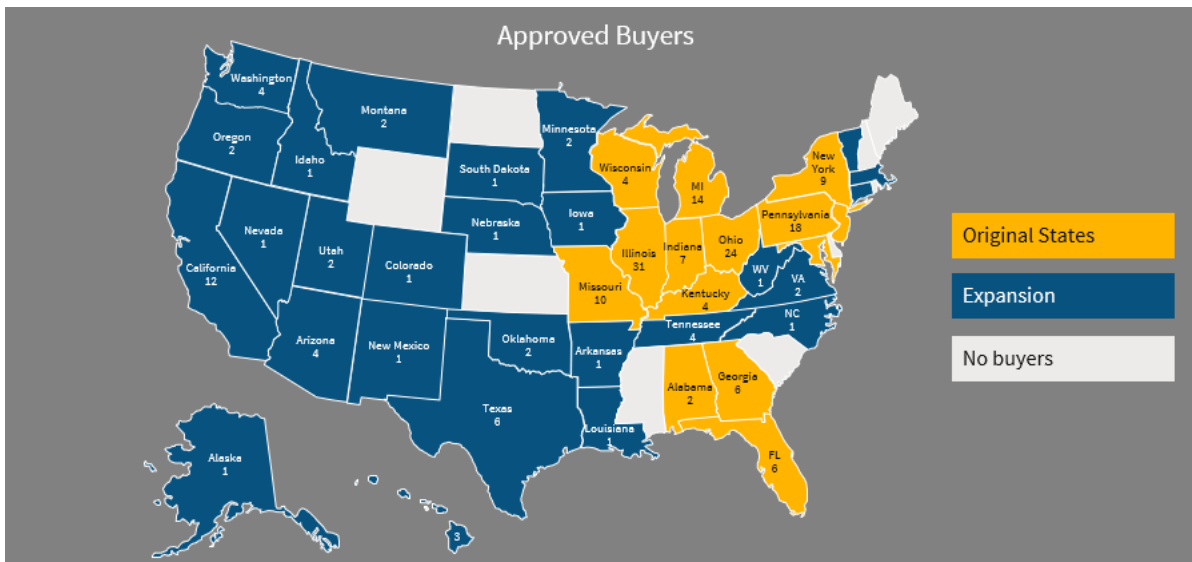 Approved Buyers
Washington
4
Montana
2
Minnesota
2
Oregon
2
Idaho
1
South Dakota
1
Wisconsin
4
MI
14
New
York
9
Nebraska
1
Iowa
1
Pennsylvania
18
Nevada
1
Utah
2
Colorado
1
California
12
Illinois
31
Indiana
7
Ohio
24
WV
1
VA
2
Missouri
10
Kentucky
4
NC
1
Tennessee
4
Arizona
4
New Mexico
1
Oklahoma
2
Arkansas
1
Alabama
2
Georgia
6
Texas
6
Louisiana
1
FL
6
Alaska
1
3
Original States
Expansion
No buyers